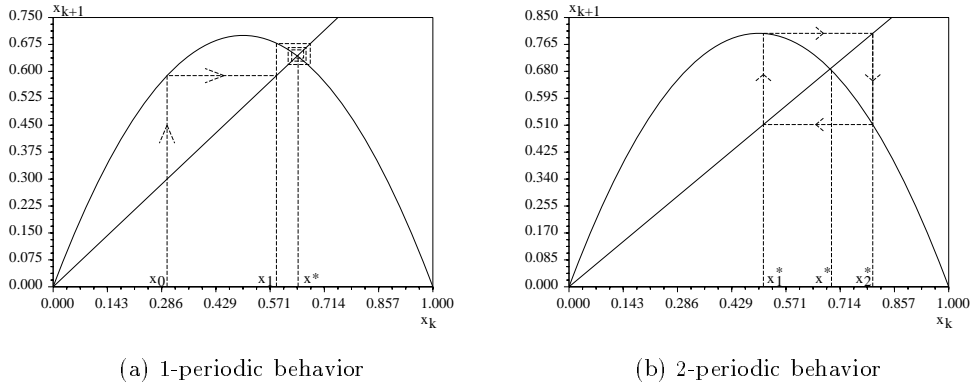 x_{k+1}
0.750
0.675
0.600
0.525
0.450
0.375
0.300
0.225
0.150
0.075
0.000
x_0 x_1 x*
0.000 0.143 0.286 0.429 0.571 0.714 0.857 1.000
x_k
(a) 1-periodic behavior
x_{k+1}
0.850
0.765
0.680
0.595
0.510
0.425
0.340
0.255
0.170
0.085
0.000
x_1^* x* x_2^*
0.000 0.143 0.286 0.429 0.571 0.714 0.857 1.000
x_k
(b) 2-periodic behavior